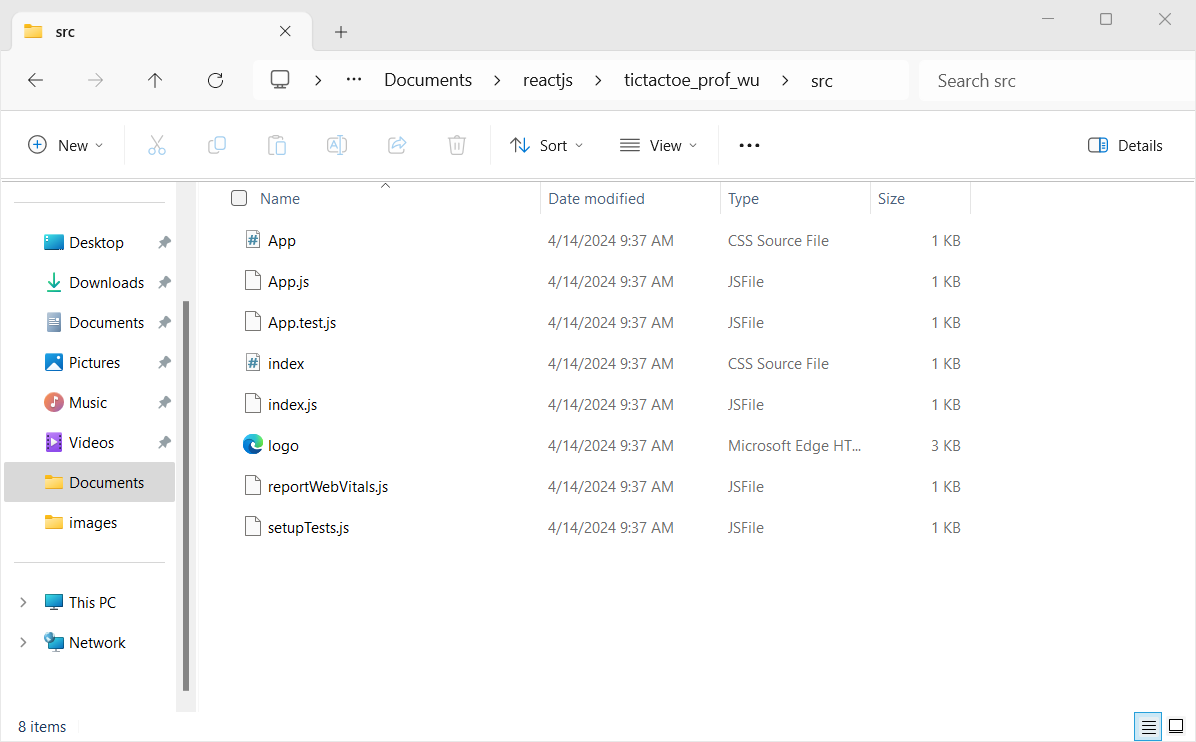 src
Documents reactjs tictactoe_prof_wu src
Search src
New Sort View Details
Name Date modified Type Size
Desktop
Downloads
Documents
Pictures
Music
Videos
Documents
images
This PC
Network
App 4/14/2024 9:37 AM CSS Source File 1 KB
App.js 4/14/2024 9:37 AM JSFile 1 KB
App.test.js 4/14/2024 9:37 AM JSFile 1 KB
index 4/14/2024 9:37 AM CSS Source File 1 KB
index.js 4/14/2024 9:37 AM JSFile 1 KB
logo 4/14/2024 9:37 AM Microsoft Edge HT... 3 KB
reportWebVitals.js 4/14/2024 9:37 AM JSFile 1 KB
setupTests.js 4/14/2024 9:37 AM JSFile 1 KB
8 items